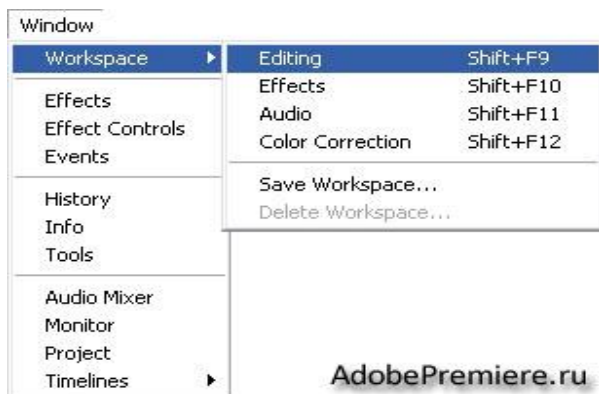 Window
Workspace
Effects
Effect Controls
Events
History
Info
Tools
Audio Mixer
Monitor
Project
Timelines
Editing Shift+F9
Effects Shift+F10
Audio Shift+F11
Color Correction Shift+F12
Save Workspace...
Delete Workspace...
AdobePremiere.ru